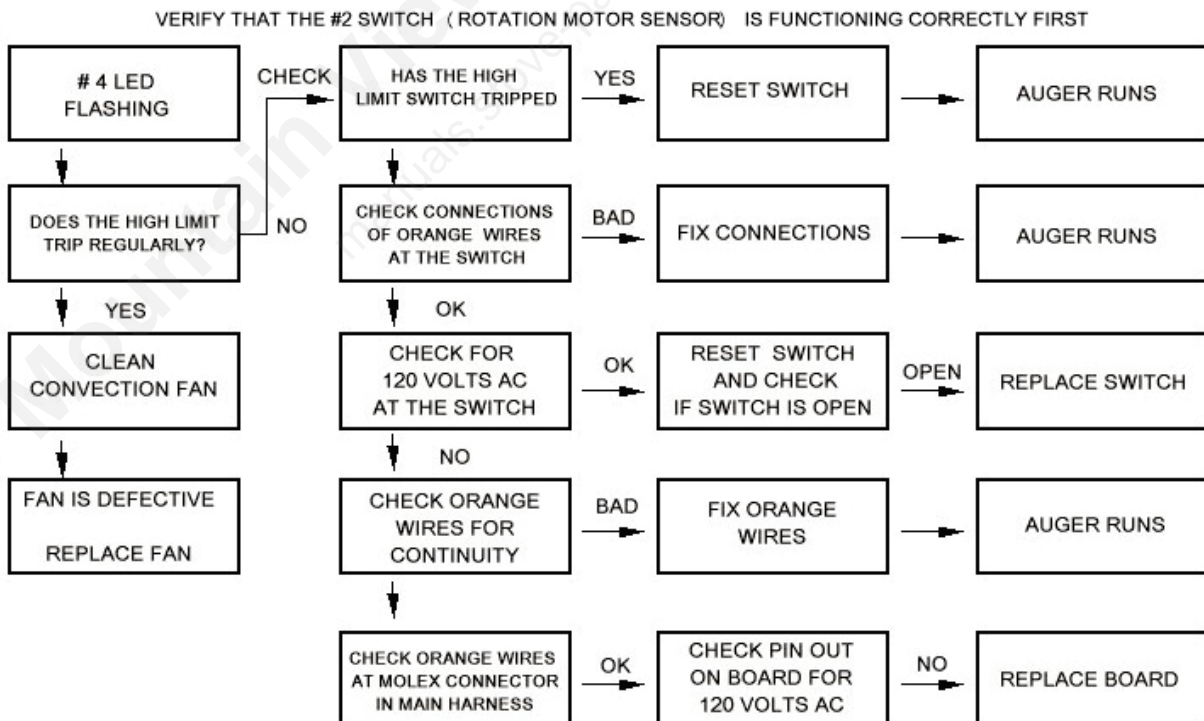 VERIFY THAT THE #2 SWITCH ( ROTATION MOTOR SENSOR) IS FUNCTIONING CORRECTLY FIRST
# 4 LED
FLASHING
CHECK
HAS THE HIGH
LIMIT SWITCH TRIPPED
YES
RESET SWITCH
AUGER RUNS
DOES THE HIGH LIMIT
TRIP REGULARLY?
NO
CHECK CONNECTIONS
OF ORANGE WIRES
AT THE SWITCH
BAD
FIX CONNECTIONS
AUGER RUNS
YES
OK
CLEAN
CONVECTION FAN
CHECK FOR
120 VOLTS AC
AT THE SWITCH
OK
RESET SWITCH
AND CHECK
IF SWITCH IS OPEN
OPEN
REPLACE SWITCH
NO
FAN IS DEFECTIVE
REPLACE FAN
CHECK ORANGE
WIRES FOR
CONTINUITY
BAD
FIX ORANGE
WIRES
AUGER RUNS
CHECK ORANGE WIRES
AT MOLEX CONNECTOR
IN MAIN HARNESS
OK
CHECK PIN OUT
ON BOARD FOR
120 VOLTS AC
NO
REPLACE BOARD
Mountain View